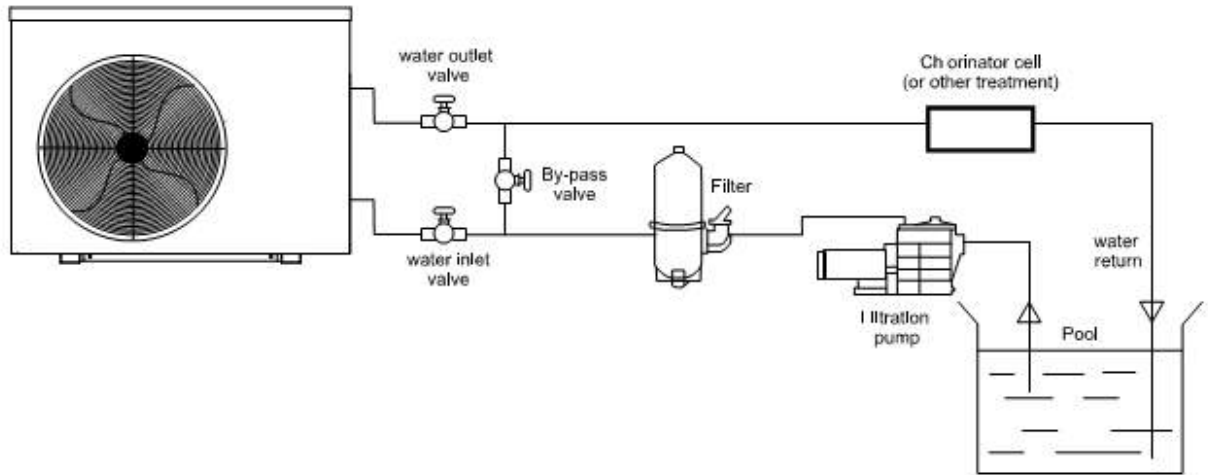 water outlet
valve
Ch orinator cell
(or other treatment)
By-pass
valve
Filter
water inlet
valve
water
return
I iltration
pump
Pool